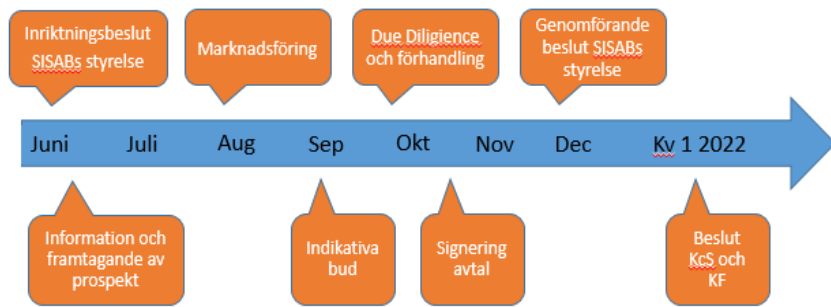 Inriktningsbeslut
SISABs styrelse
Marknadsföring
Due Diligience
och förhandling
Genomförande
beslut SISABs
styrelse
Juni
Juli
Aug
Sep
Okt
Nov
Dec
Kv 1 2022
Information och
framtagande av
prospekt
Indikativa
bud
Signering
avtal
Beslut
KcS och
KF